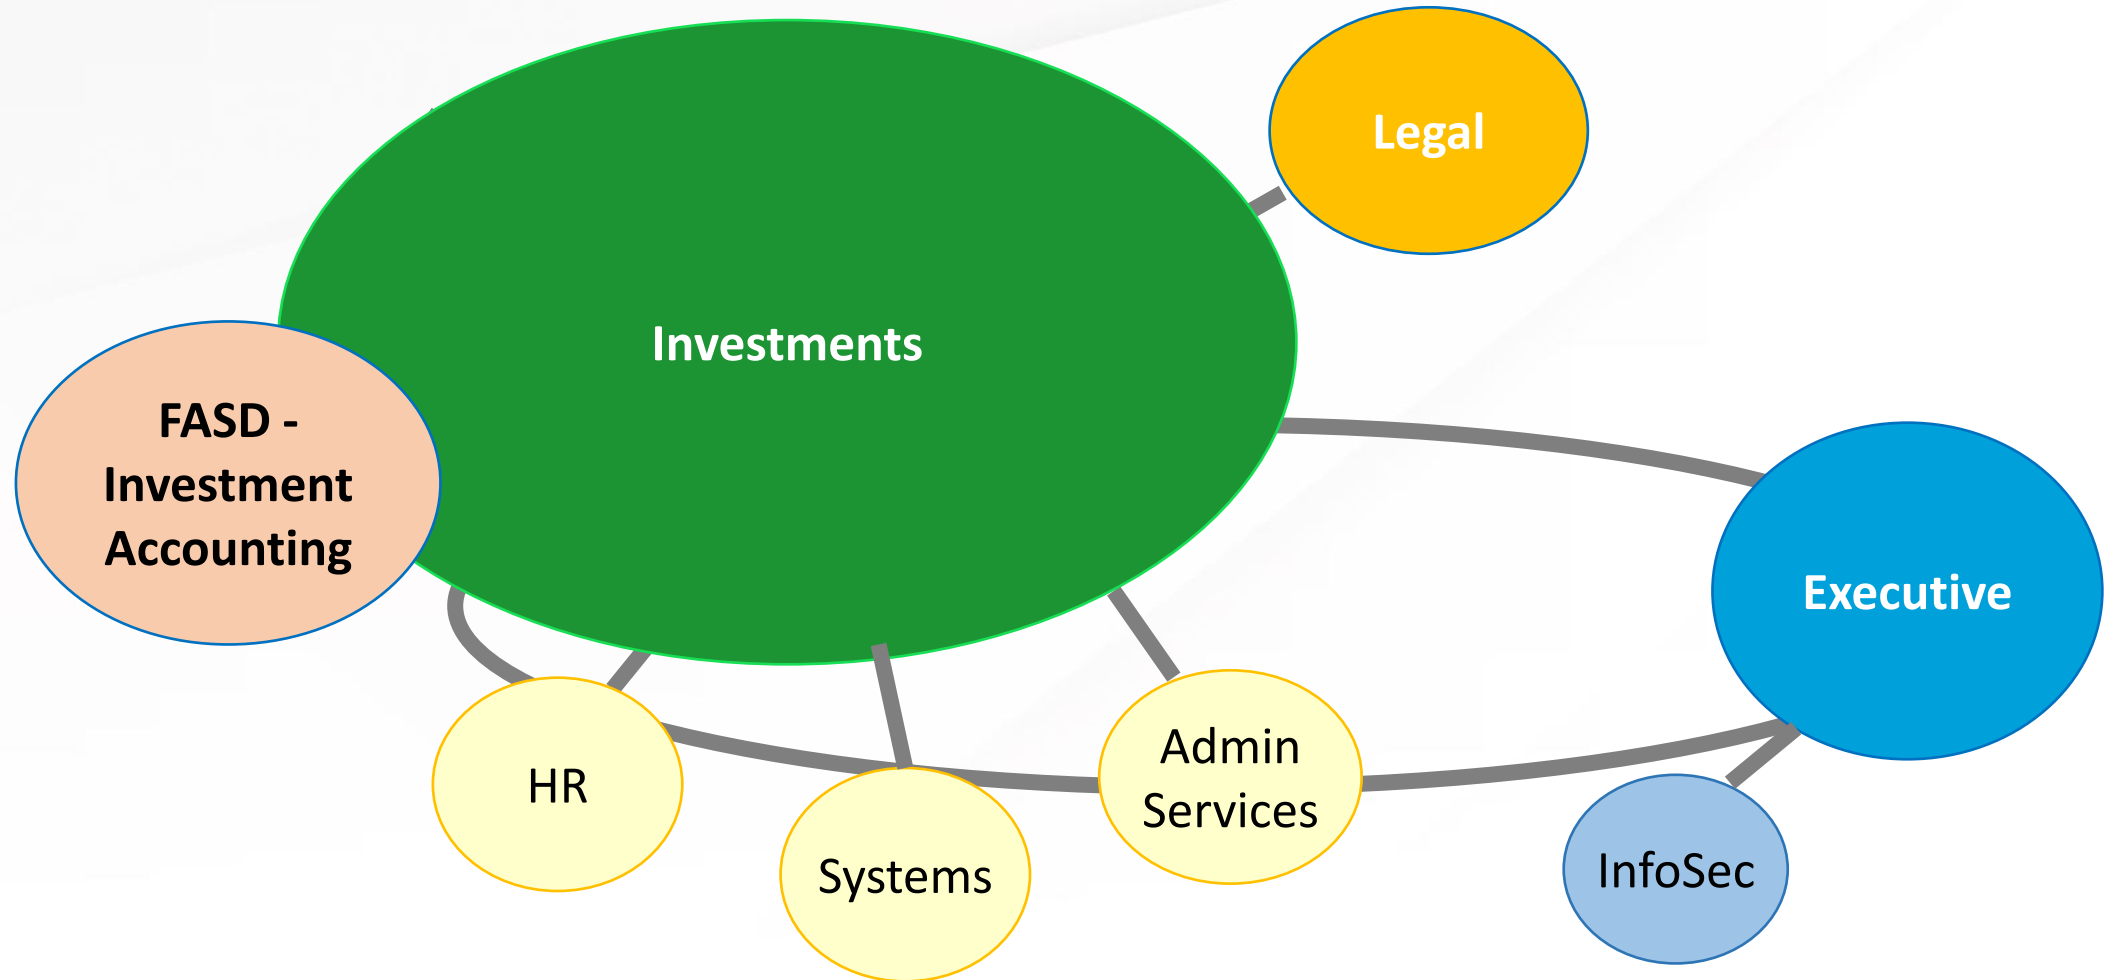 Legal
Investments
FASD -
Investment
Accounting
Executive
HR
Admin
Services
Systems
InfoSec